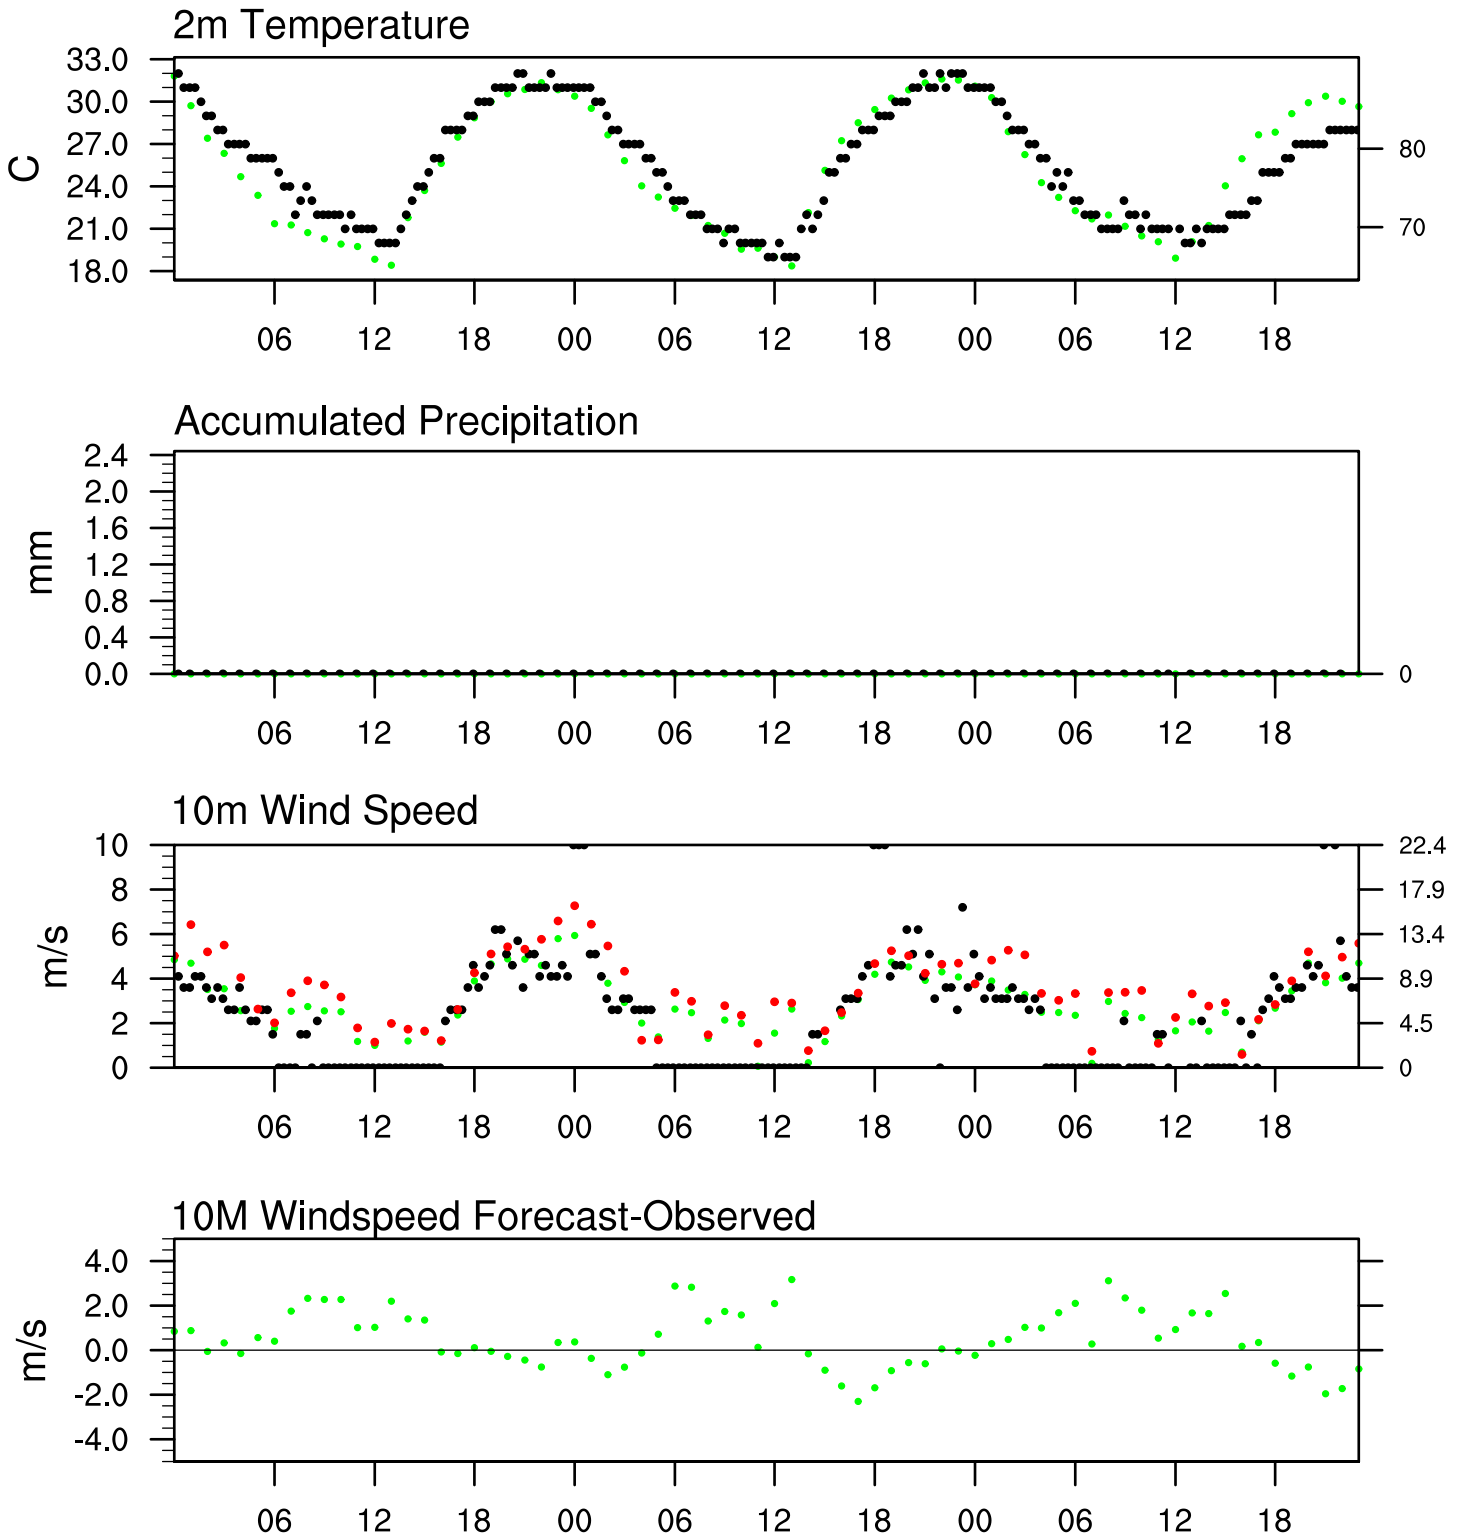 2m Temperature
33.0
30.0
27.0
24.0
21.0
18.0
C
80
70
06 12 18 00 06 12 18 00 06 12 18
Accumulated Precipitation
2.4
2.0
1.6
1.2
0.8
0.4
0.0
mm
0
06 12 18 00 06 12 18 00 06 12 18
10m Wind Speed
10
8
6
4
2
0
m/s
22.4
17.9
13.4
8.9
4.5
0
06 12 18 00 06 12 18 00 06 12 18
10M Windspeed Forecast-Observed
4.0
2.0
0.0
-2.0
-4.0
m/s
06 12 18 00 06 12 18 00 06 12 18